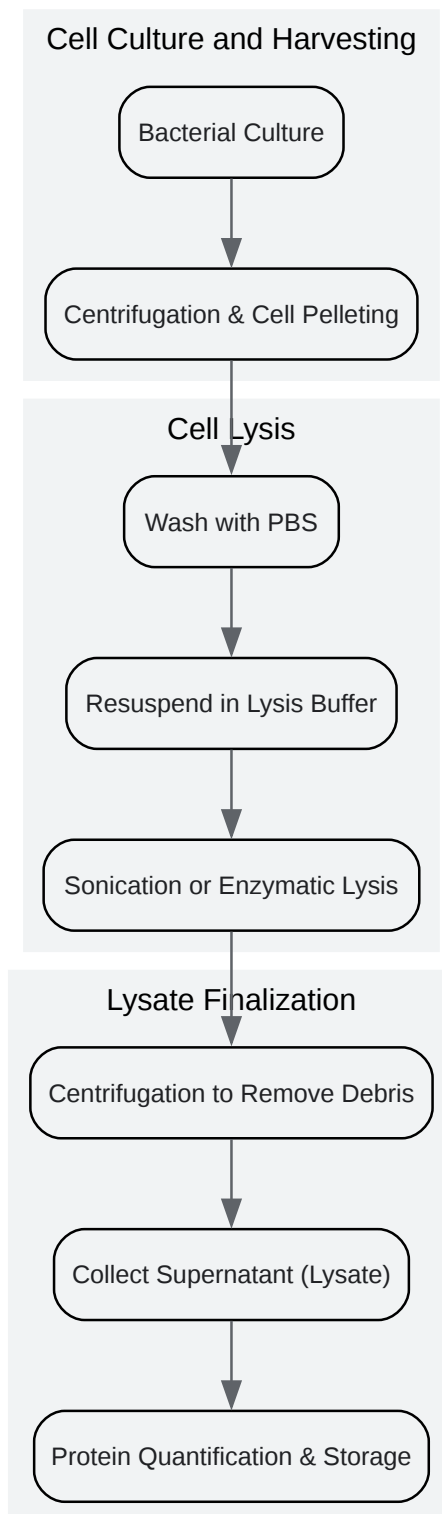 Cell Culture and Harvesting
Bacterial Culture
Centrifugation & Cell Pelleting
Cell Lysis
Wash with PBS
Resuspend in Lysis Buffer
Sonication or Enzymatic Lysis
Lysate Finalization
Centrifugation to Remove Debris
Collect Supernatant (Lysate)
Protein Quantification & Storage